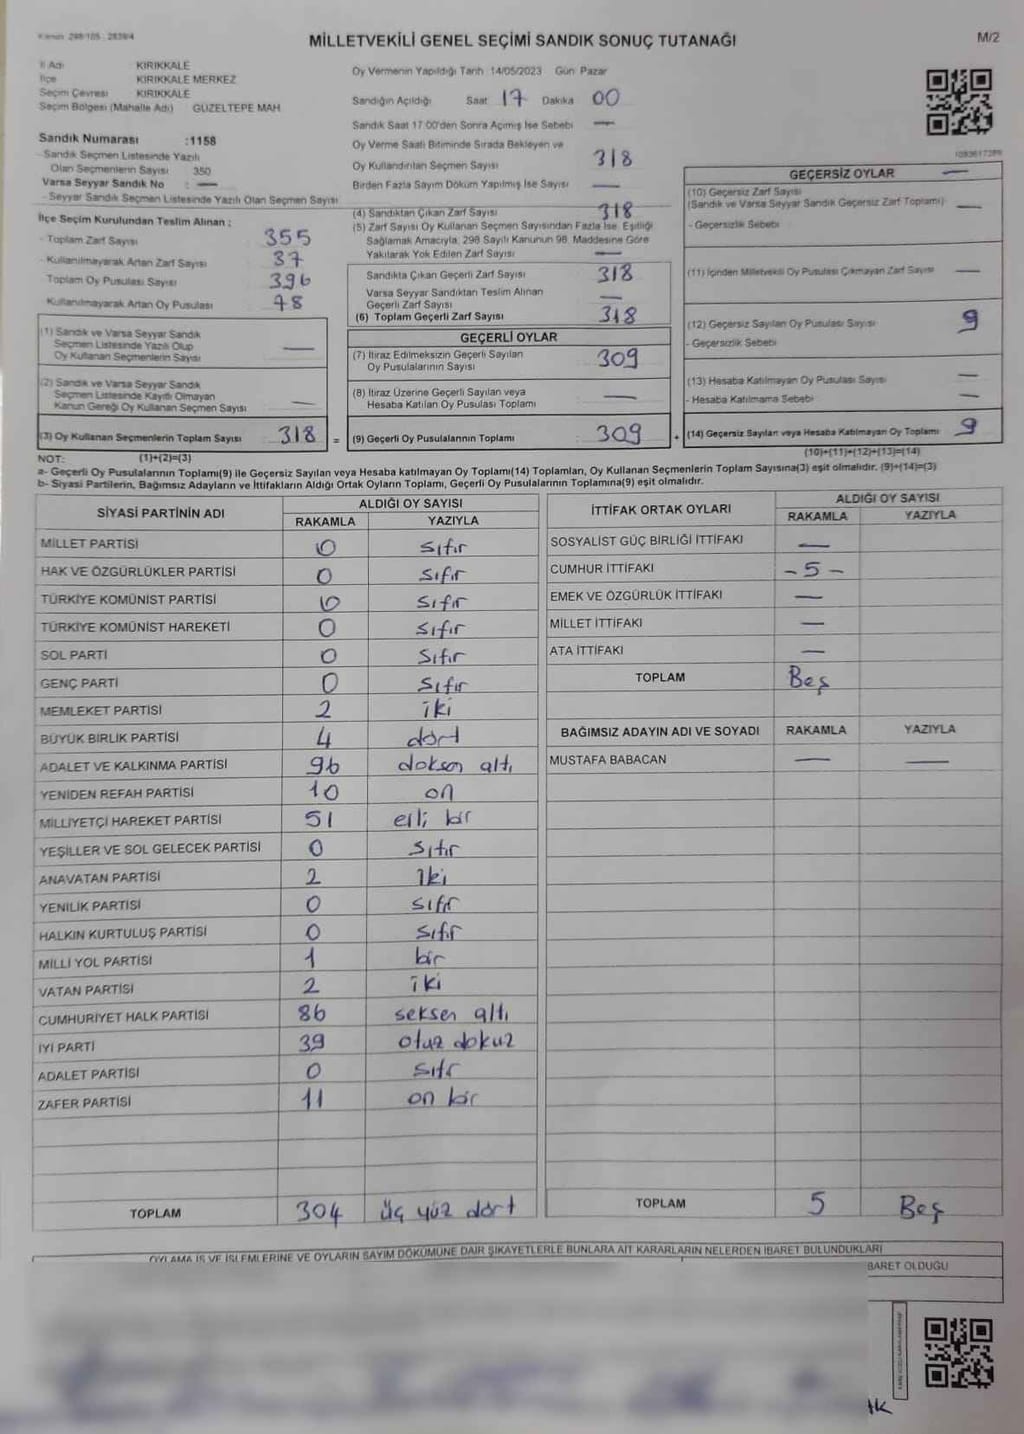 Kanun 298/105 : 2839/4
MİLLETVEKİLİ GENEL SEÇİMİ SANDIK SONUÇ TUTANAĞI
M/2
İl Adı KIRIKKALE
İlçe KIRIKKALE MERKEZ
Seçim Çevresi KIRIKKALE
Seçim Bölgesi (Mahalle Adı) GÜZELTEPE MAH
Sandık Numarası :1158
- Sandık Seçmen Listesinde Yazılı
Olan Seçmenlerin Sayısı 350
Varsa Seyyar Sandık No : —
- Seyyar Sandık Seçmen Listesinde Yazılı Olan Seçmen Sayısı
İlçe Seçim Kurulundan Teslim Alınan :
- Toplam Zarf Sayısı 355
- Kullanılmayarak Artan Zarf Sayısı 37
Toplam Oy Pusulası Sayısı 396
Kullanılmayarak Artan Oy Pusulası 78
(1) Sandık ve Varsa Seyyar Sandık
Seçmen Listesinde Yazılı Olup
Oy Kullanan Seçmenlerin Sayısı —
(2) Sandık ve Varsa Seyyar Sandık
Seçmen Listesinde Kayıtlı Olmayan
Kanun Gereği Oy Kullanan Seçmen Sayısı —
(3) Oy Kullanan Seçmenlerin Toplam Sayısı 318 =
Oy Vermenin Yapıldığı Tarih 14/05/2023 Gün Pazar
Sandığın Açıldığı Saat 17 Dakika 00
Sandık Saat 17:00'den Sonra Açılmış İse Sebebi —
Oy Verme Saati Bitiminde Sırada Bekleyen ve
Oy Kullandırılan Seçmen Sayısı 318
Birden Fazla Sayım Döküm Yapılmış İse Sayısı —
(4) Sandıktan Çıkan Zarf Sayısı 318
(5) Zarf Sayısı Oy Kullanan Seçmen Sayısından Fazla İse, Eşitliği
Sağlamak Amacıyla, 298 Sayılı Kanunun 98. Maddesine Göre
Yakılarak Yok Edilen Zarf Sayısı —
Sandıkta Çıkan Geçerli Zarf Sayısı 318
Varsa Seyyar Sandıktan Teslim Alınan
Geçerli Zarf Sayısı —
(6) Toplam Geçerli Zarf Sayısı 318
GEÇERLİ OYLAR
(7) İtiraz Edilmeksizin Geçerli Sayılan
Oy Pusulalarının Sayısı 309
(8) İtiraz Üzerine Geçerli Sayılan veya
Hesaba Katılan Oy Pusulası Toplamı —
(9) Geçerli Oy Pusulalarının Toplamı 309 +
GEÇERSİZ OYLAR —
(10) Geçersiz Zarf Sayısı
(Sandık ve Varsa Seyyar Sandık Geçersiz Zarf Toplamı) —
- Geçersizlik Sebebi
(11) İçinden Milletvekili Oy Pusulası Çıkmayan Zarf Sayısı —
(12) Geçersiz Sayılan Oy Pusulası Sayısı 9
- Geçersizlik Sebebi
(13) Hesaba Katılmayan Oy Pusulası Sayısı —
- Hesaba Katılmama Sebebi —
(14) Geçersiz Sayılan veya Hesaba Katılmayan Oy Toplamı 9
NOT: (1)+(2)=(3) (10)+(11)+(12)+(13)=(14)
a- Geçerli Oy Pusulalarının Toplamı(9) ile Geçersiz Sayılan veya Hesaba katılmayan Oy Toplamı(14) Toplamları, Oy Kullanan Seçmenlerin Toplam Sayısına(3) eşit olmalıdır. (9)+(14)=(3)
b- Siyasi Partilerin, Bağımsız Adayların ve İttifakların Aldığı Ortak Oyların Toplamı, Geçerli Oy Pusulalarının Toplamına(9) eşit olmalıdır.
SİYASİ PARTİNİN ADI ALDIĞI OY SAYISI
RAKAMLA YAZIYLA
MİLLET PARTİSİ 0 sıfır
HAK VE ÖZGÜRLÜKLER PARTİSİ 0 sıfır
TÜRKİYE KOMÜNİST PARTİSİ 0 sıfır
TÜRKİYE KOMÜNİST HAREKETİ 0 sıfır
SOL PARTİ 0 sıfır
GENÇ PARTİ 0 sıfır
MEMLEKET PARTİSİ 2 iki
BÜYÜK BİRLİK PARTİSİ 4 dört
ADALET VE KALKINMA PARTİSİ 96 doksan altı
YENİDEN REFAH PARTİSİ 10 on
MİLLİYETÇİ HAREKET PARTİSİ 51 elli bir
YEŞİLLER VE SOL GELECEK PARTİSİ 0 sıfır
ANAVATAN PARTİSİ 2 iki
YENİLİK PARTİSİ 0 sıfır
HALKIN KURTULUŞ PARTİSİ 0 sıfır
MİLLİ YOL PARTİSİ 1 bir
VATAN PARTİSİ 2 iki
CUMHURİYET HALK PARTİSİ 86 seksen altı
İYİ PARTİ 39 otuz dokuz
ADALET PARTİSİ 0 sıfr
ZAFER PARTİSİ 11 on bir
TOPLAM 304 üç yüz dört
İTTİFAK ORTAK OYLARI ALDIĞI OY SAYISI
RAKAMLA YAZIYLA
SOSYALİST GÜÇ BİRLİĞİ İTTİFAKI —
CUMHUR İTTİFAKI - 5 -
EMEK VE ÖZGÜRLÜK İTTİFAKI —
MİLLET İTTİFAKI —
ATA İTTİFAKI —
TOPLAM Beş
BAĞIMSIZ ADAYIN ADI VE SOYADI RAKAMLA YAZIYLA
MUSTAFA BABACAN — —
TOPLAM 5 Beş
OYLAMA İŞ VE İŞLEMLERİNE VE OYLARIN SAYIM DÖKÜMÜNE DAİR ŞİKAYETLERLE BUNLARA AİT KARARLARIN NELERDEN İBARET BULUNDUKLARI
BARET OLDUĞU